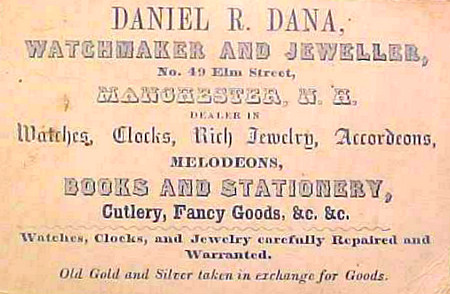 DANIEL R. DANA,
WATCHMAKER AND JEWELLER,
No. 49 Elm Street,
MANCHESTER, N. H.
DEALER IN
Watches, Clocks, Rich Jewelry, Accordeons,
MELODEONS,
BOOKS AND STATIONERY,
Cutlery, Fancy Goods, &c. &c.
Watches, Clocks, and Jewelry carefully Repaired and
Warranted.
Old Gold and Silver taken in exchange for Goods.